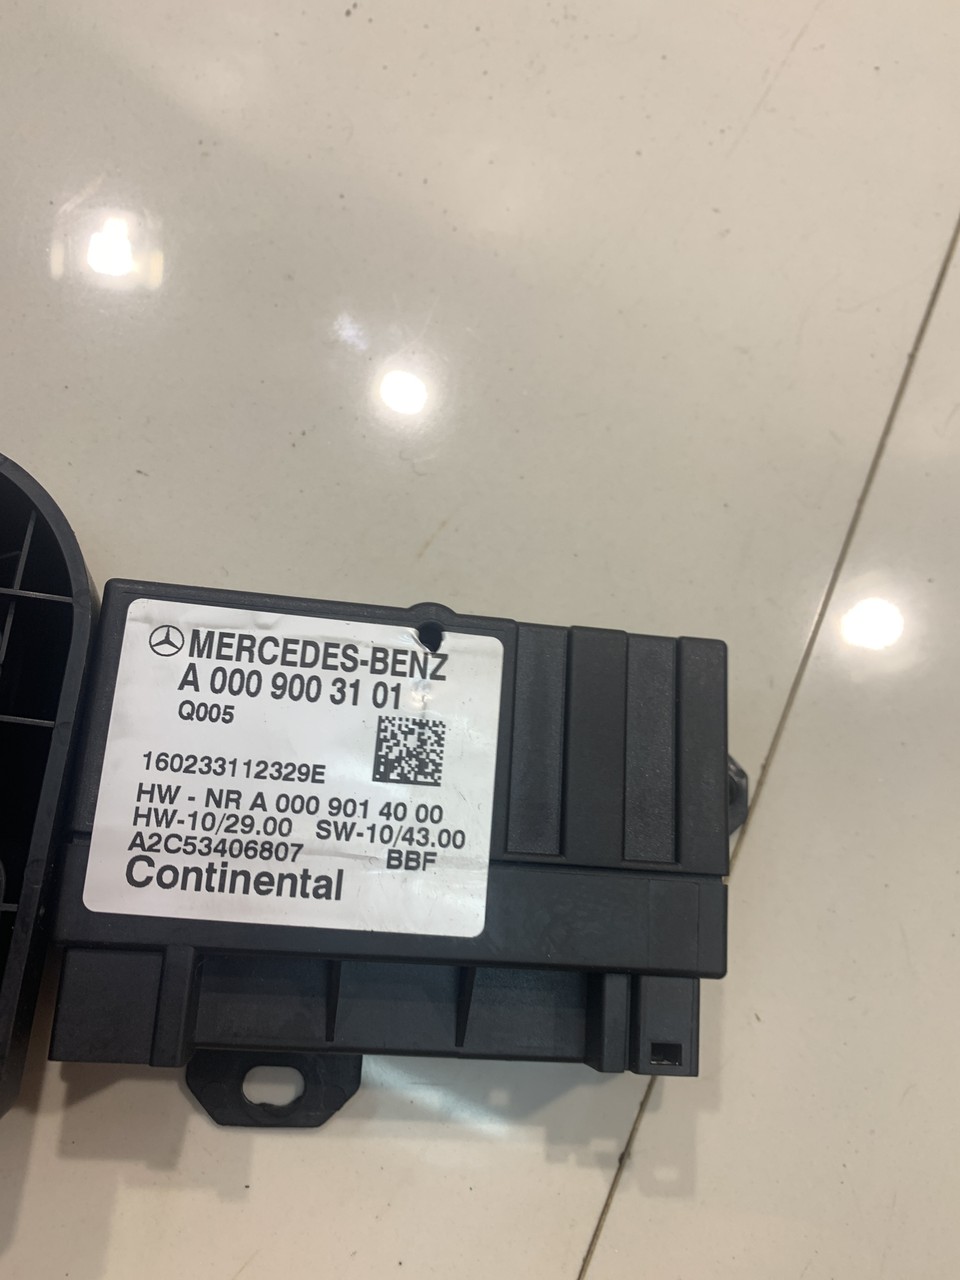 MERCEDES-BENZ
A 000 900 31 01
Q005
160233112329E
HW - NR A 000 901 40 00
HW-10/29.00 SW-10/43.00
A2C53406807 BBF
Continental